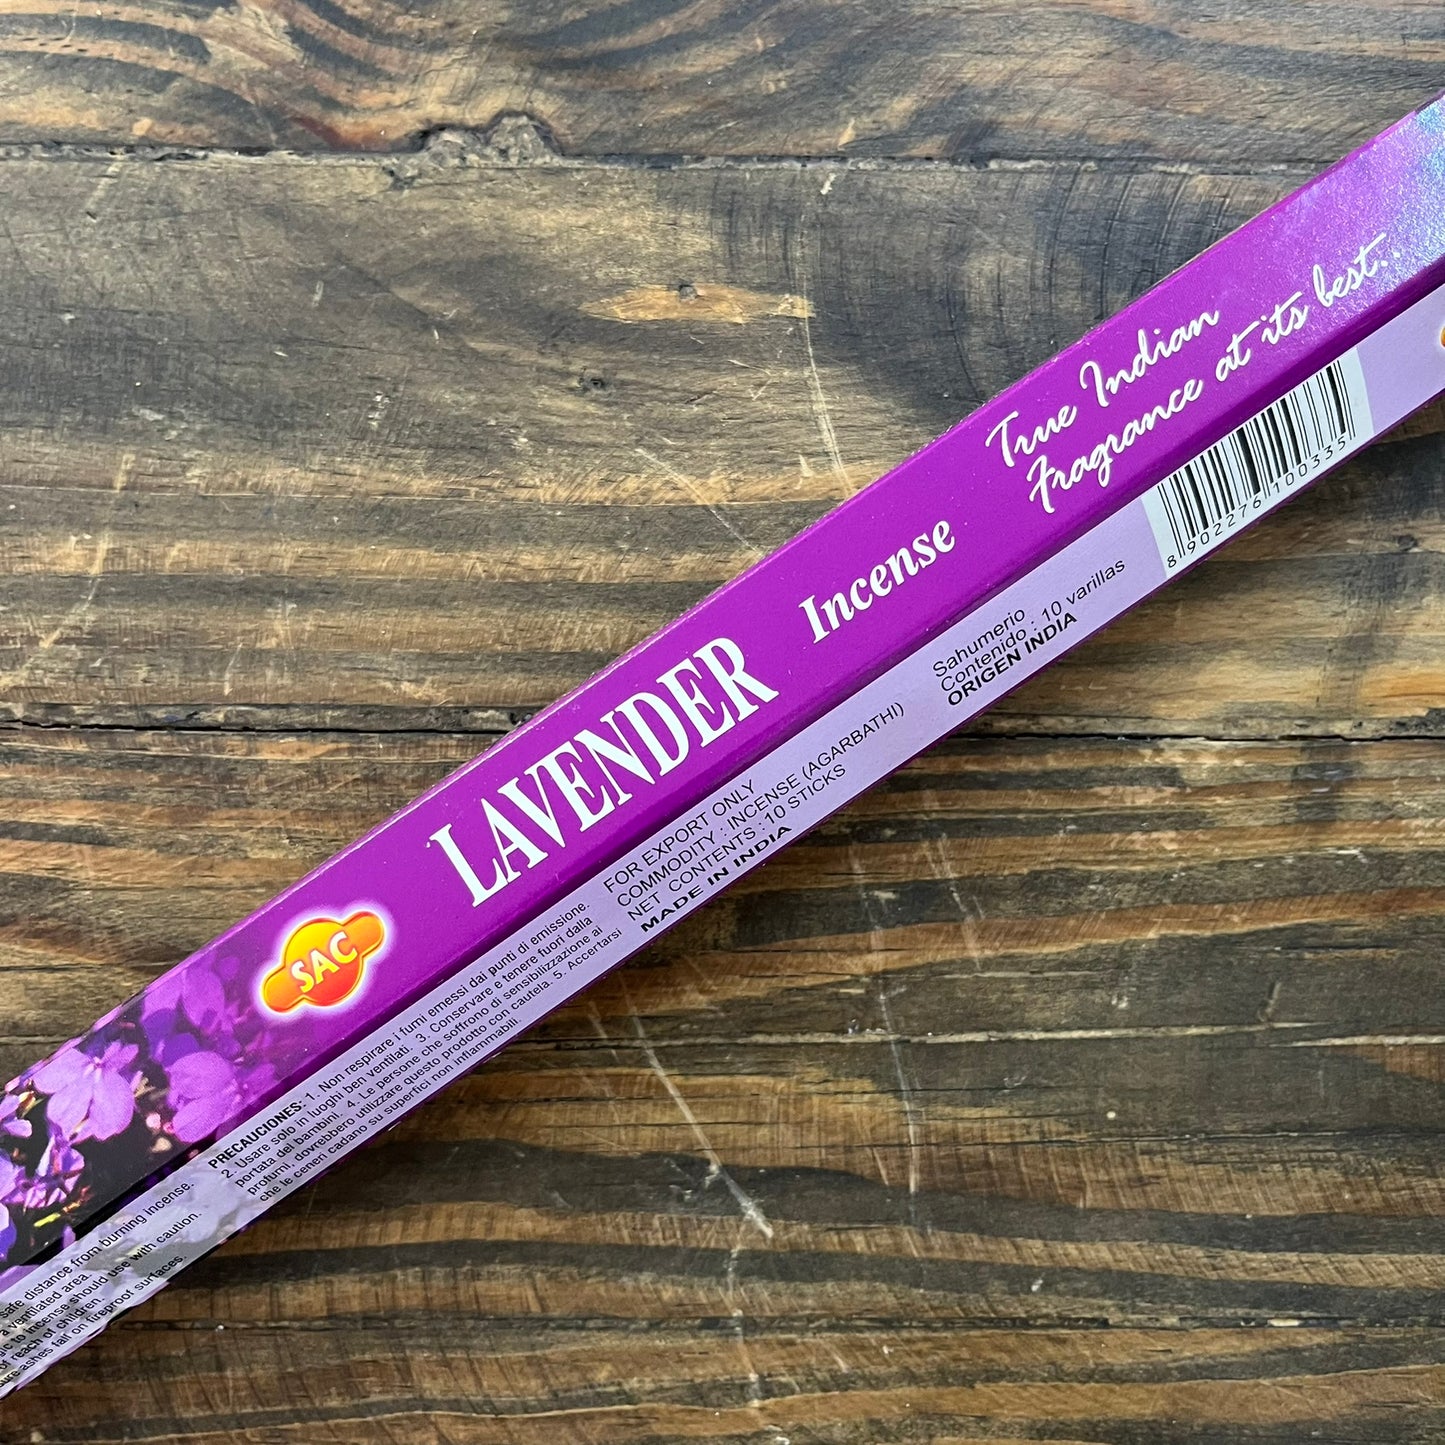 SAC
LAVENDER
Incense
True Indian
Fragrance at its best.
safe distance from burning incense.
a ventilated area.
to incense should use with caution.
of reach of children.
ashes fall on fireproof surfaces.
PRECAUCIONES: 1. Non respirare i fumi emessi dai punti di emissione.
2. Usare solo in luoghi ben ventilati. 3. Conservare e tenere fuori dalla
portata dei bambini. 4. Le persone che soffrono di sensibilizzazione ai
profumi, dovrebbero utilizzare questo prodotto con cautela. 5. Accertarsi
che le ceneri cadano su superfici non infiammabili.
FOR EXPORT ONLY
COMMODITY : INCENSE (AGARBATHI)
NET CONTENTS : 10 STICKS
MADE IN INDIA
Sahumerio
Contenido : 10 varillas
ORIGEN INDIA
8 902276 100335